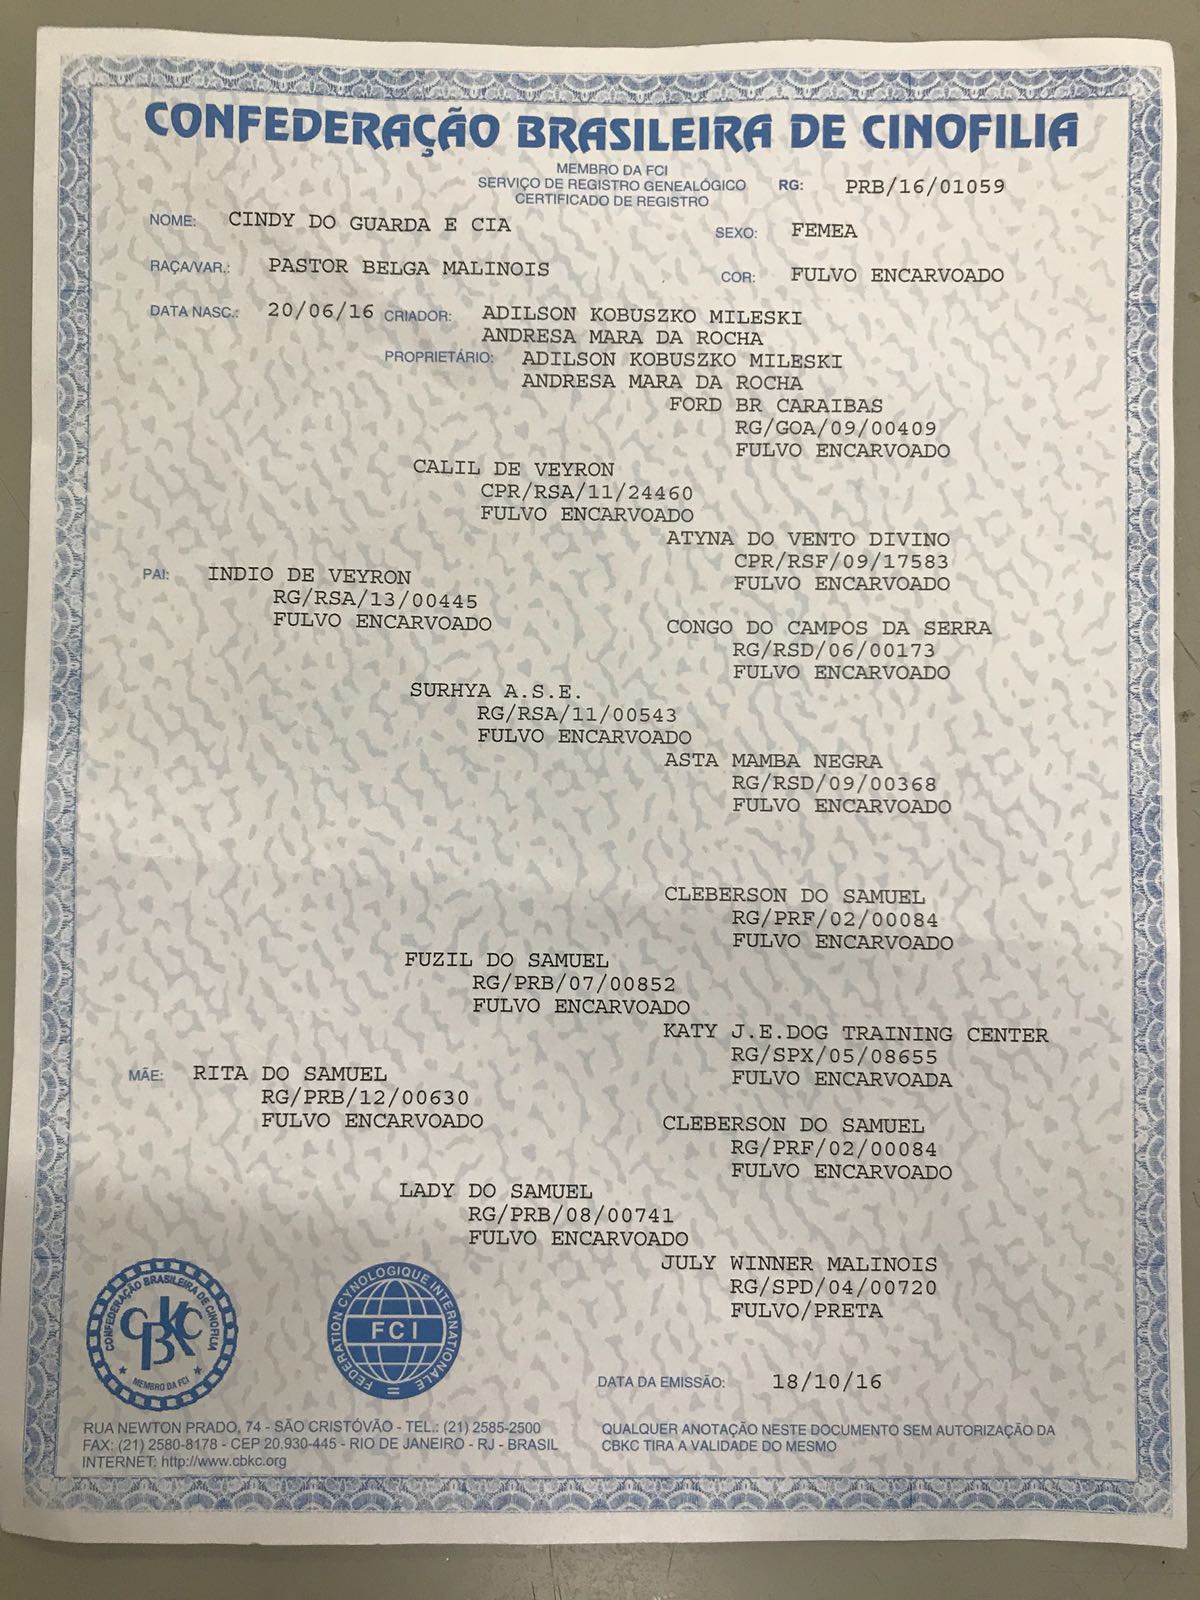 CONFEDERAÇÃO BRASILEIRA DE CINOFILIA
MEMBRO DA FCI
SERVIÇO DE REGISTRO GENEALÓGICO
CERTIFICADO DE REGISTRO
RG: PRB/16/01059
NOME: CINDY DO GUARDA E CIA
SEXO: FEMEA
RAÇA/VAR.: PASTOR BELGA MALINOIS
COR: FULVO ENCARVOADO
DATA NASC.: 20/06/16 CRIADOR: ADILSON KOBUSZKO MILESKI
ANDRESA MARA DA ROCHA
PROPRIETÁRIO: ADILSON KOBUSZKO MILESKI
ANDRESA MARA DA ROCHA
FORD BR CARAIBAS
RG/GOA/09/00409
FULVO ENCARVOADO
CALIL DE VEYRON
CPR/RSA/11/24460
FULVO ENCARVOADO
ATYNA DO VENTO DIVINO
CPR/RSF/09/17583
FULVO ENCARVOADO
PAI: INDIO DE VEYRON
RG/RSA/13/00445
FULVO ENCARVOADO
CONGO DO CAMPOS DA SERRA
RG/RSD/06/00173
FULVO ENCARVOADO
SURHYA A.S.E.
RG/RSA/11/00543
FULVO ENCARVOADO
ASTA MAMBA NEGRA
RG/RSD/09/00368
FULVO ENCARVOADO
CLEBERSON DO SAMUEL
RG/PRF/02/00084
FULVO ENCARVOADO
FUZIL DO SAMUEL
RG/PRB/07/00852
FULVO ENCARVOADO
KATY J.E.DOG TRAINING CENTER
RG/SPX/05/08655
FULVO ENCARVOADA
MÃE: RITA DO SAMUEL
RG/PRB/12/00630
FULVO ENCARVOADO
CLEBERSON DO SAMUEL
RG/PRF/02/00084
FULVO ENCARVOADO
LADY DO SAMUEL
RG/PRB/08/00741
FULVO ENCARVOADO
JULY WINNER MALINOIS
RG/SPD/04/00720
FULVO/PRETA
CONFEDERAÇÃO BRASILEIRA DE CINOFILIA
CBKC
MEMBRO DA FCI
FEDERATION CYNOLOGIQUE INTERNATIONALE
FCI
DATA DA EMISSÃO: 18/10/16
RUA NEWTON PRADO, 74 - SÃO CRISTÓVÃO - TEL.: (21) 2585-2500
FAX: (21) 2580-8178 - CEP 20.930-445 - RIO DE JANEIRO - RJ - BRASIL
INTERNET: http://www.cbkc.org
QUALQUER ANOTAÇÃO NESTE DOCUMENTO SEM AUTORIZAÇÃO DA
CBKC TIRA A VALIDADE DO MESMO